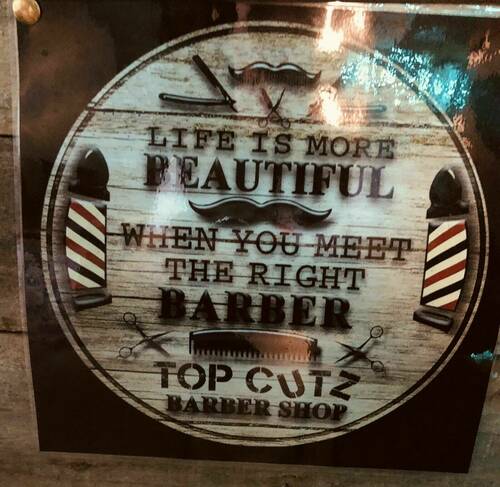 LIFE IS MORE
BEAUTIFUL
WHEN YOU MEET
THE RIGHT
BARBER
TOP CUTZ
BARBER SHOP